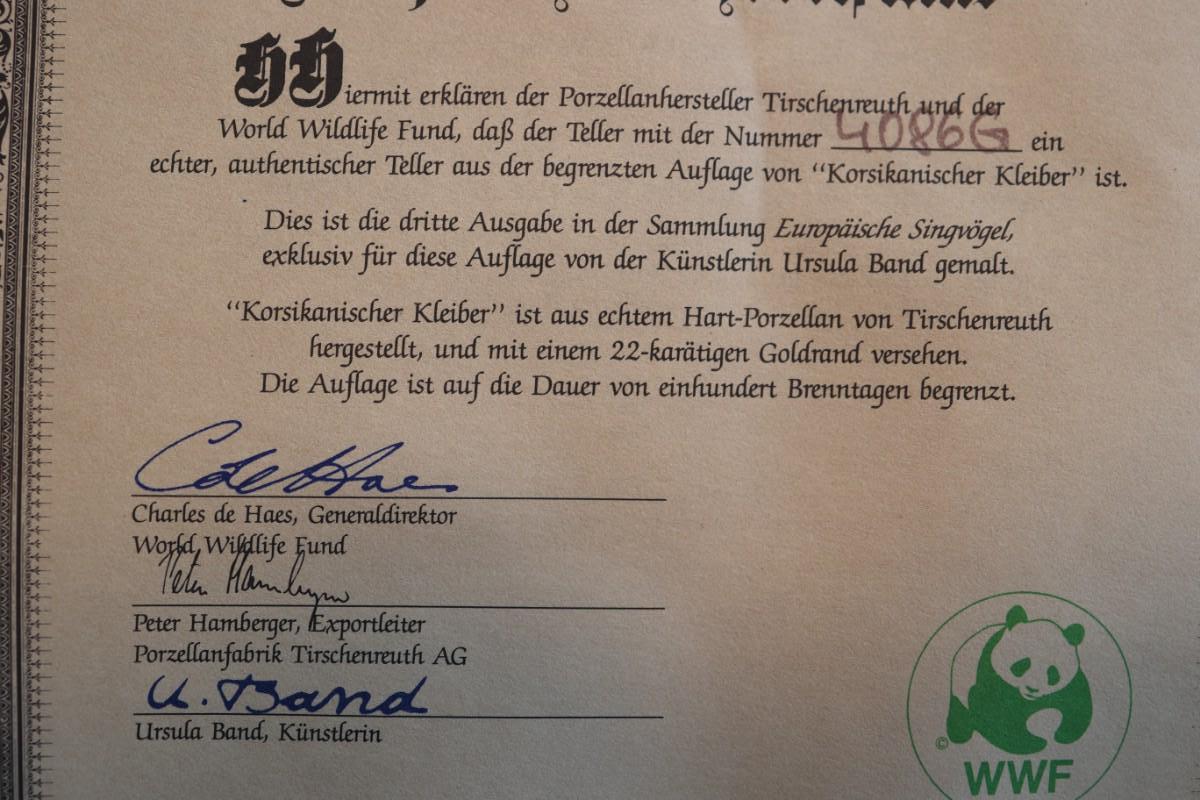 Hiermit erklären der Porzellanhersteller Tirschenreuth und der
World Wildlife Fund, daß der Teller mit der Nummer 4086G ein
echter, authentischer Teller aus der begrenzten Auflage von “Korsikanischer Kleiber” ist.
Dies ist die dritte Ausgabe in der Sammlung Europäische Singvögel,
exklusiv für diese Auflage von der Künstlerin Ursula Band gemalt.
“Korsikanischer Kleiber” ist aus echtem Hart-Porzellan von Tirschenreuth
hergestellt, und mit einem 22-karätigen Goldrand versehen.
Die Auflage ist auf die Dauer von einhundert Brenntagen begrenzt.
C de Haes
Charles de Haes, Generaldirektor
World Wildlife Fund
Peter Hamberger
Peter Hamberger, Exportleiter
Porzellanfabrik Tirschenreuth AG
U. Band
Ursula Band, Künstlerin
©
WWF